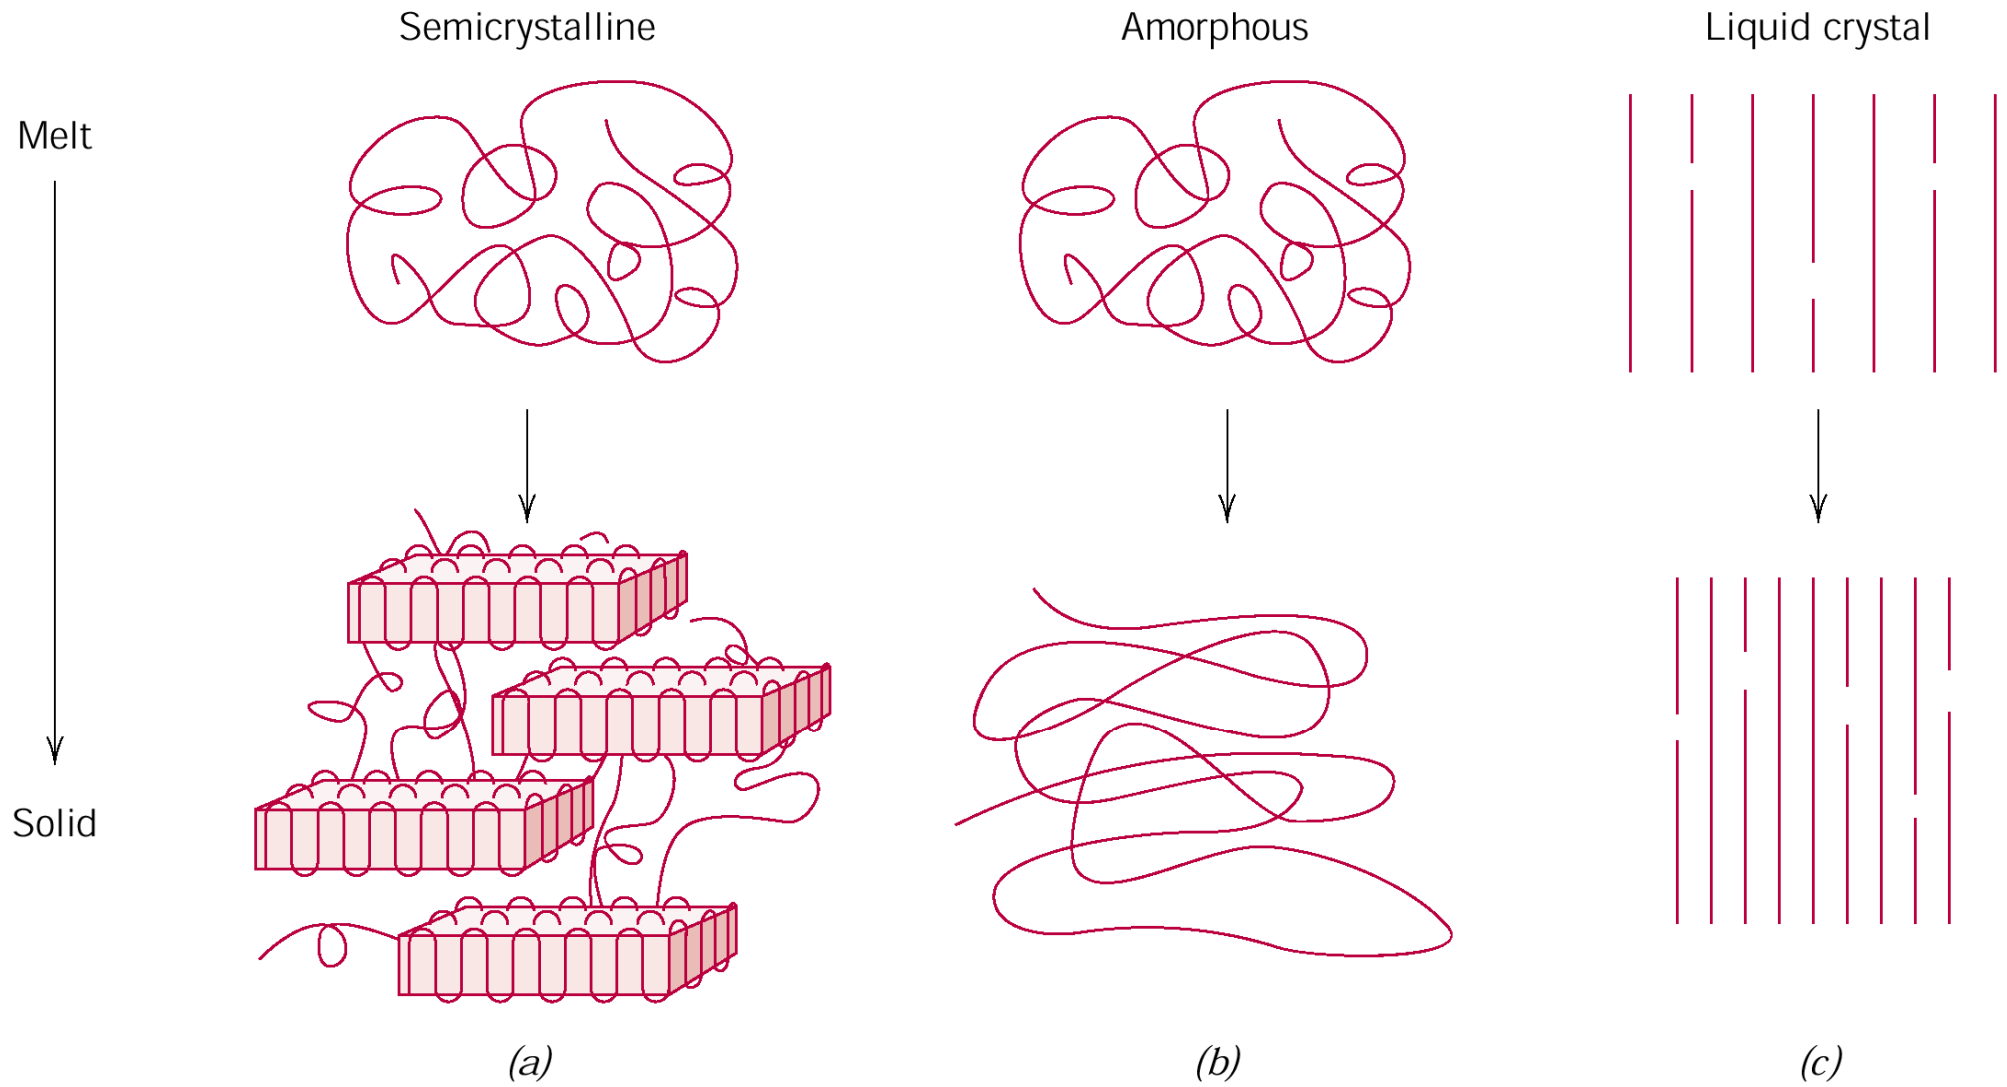 Semicrystalline
Amorphous
Liquid crystal
Melt
Solid
(a)
(b)
(c)